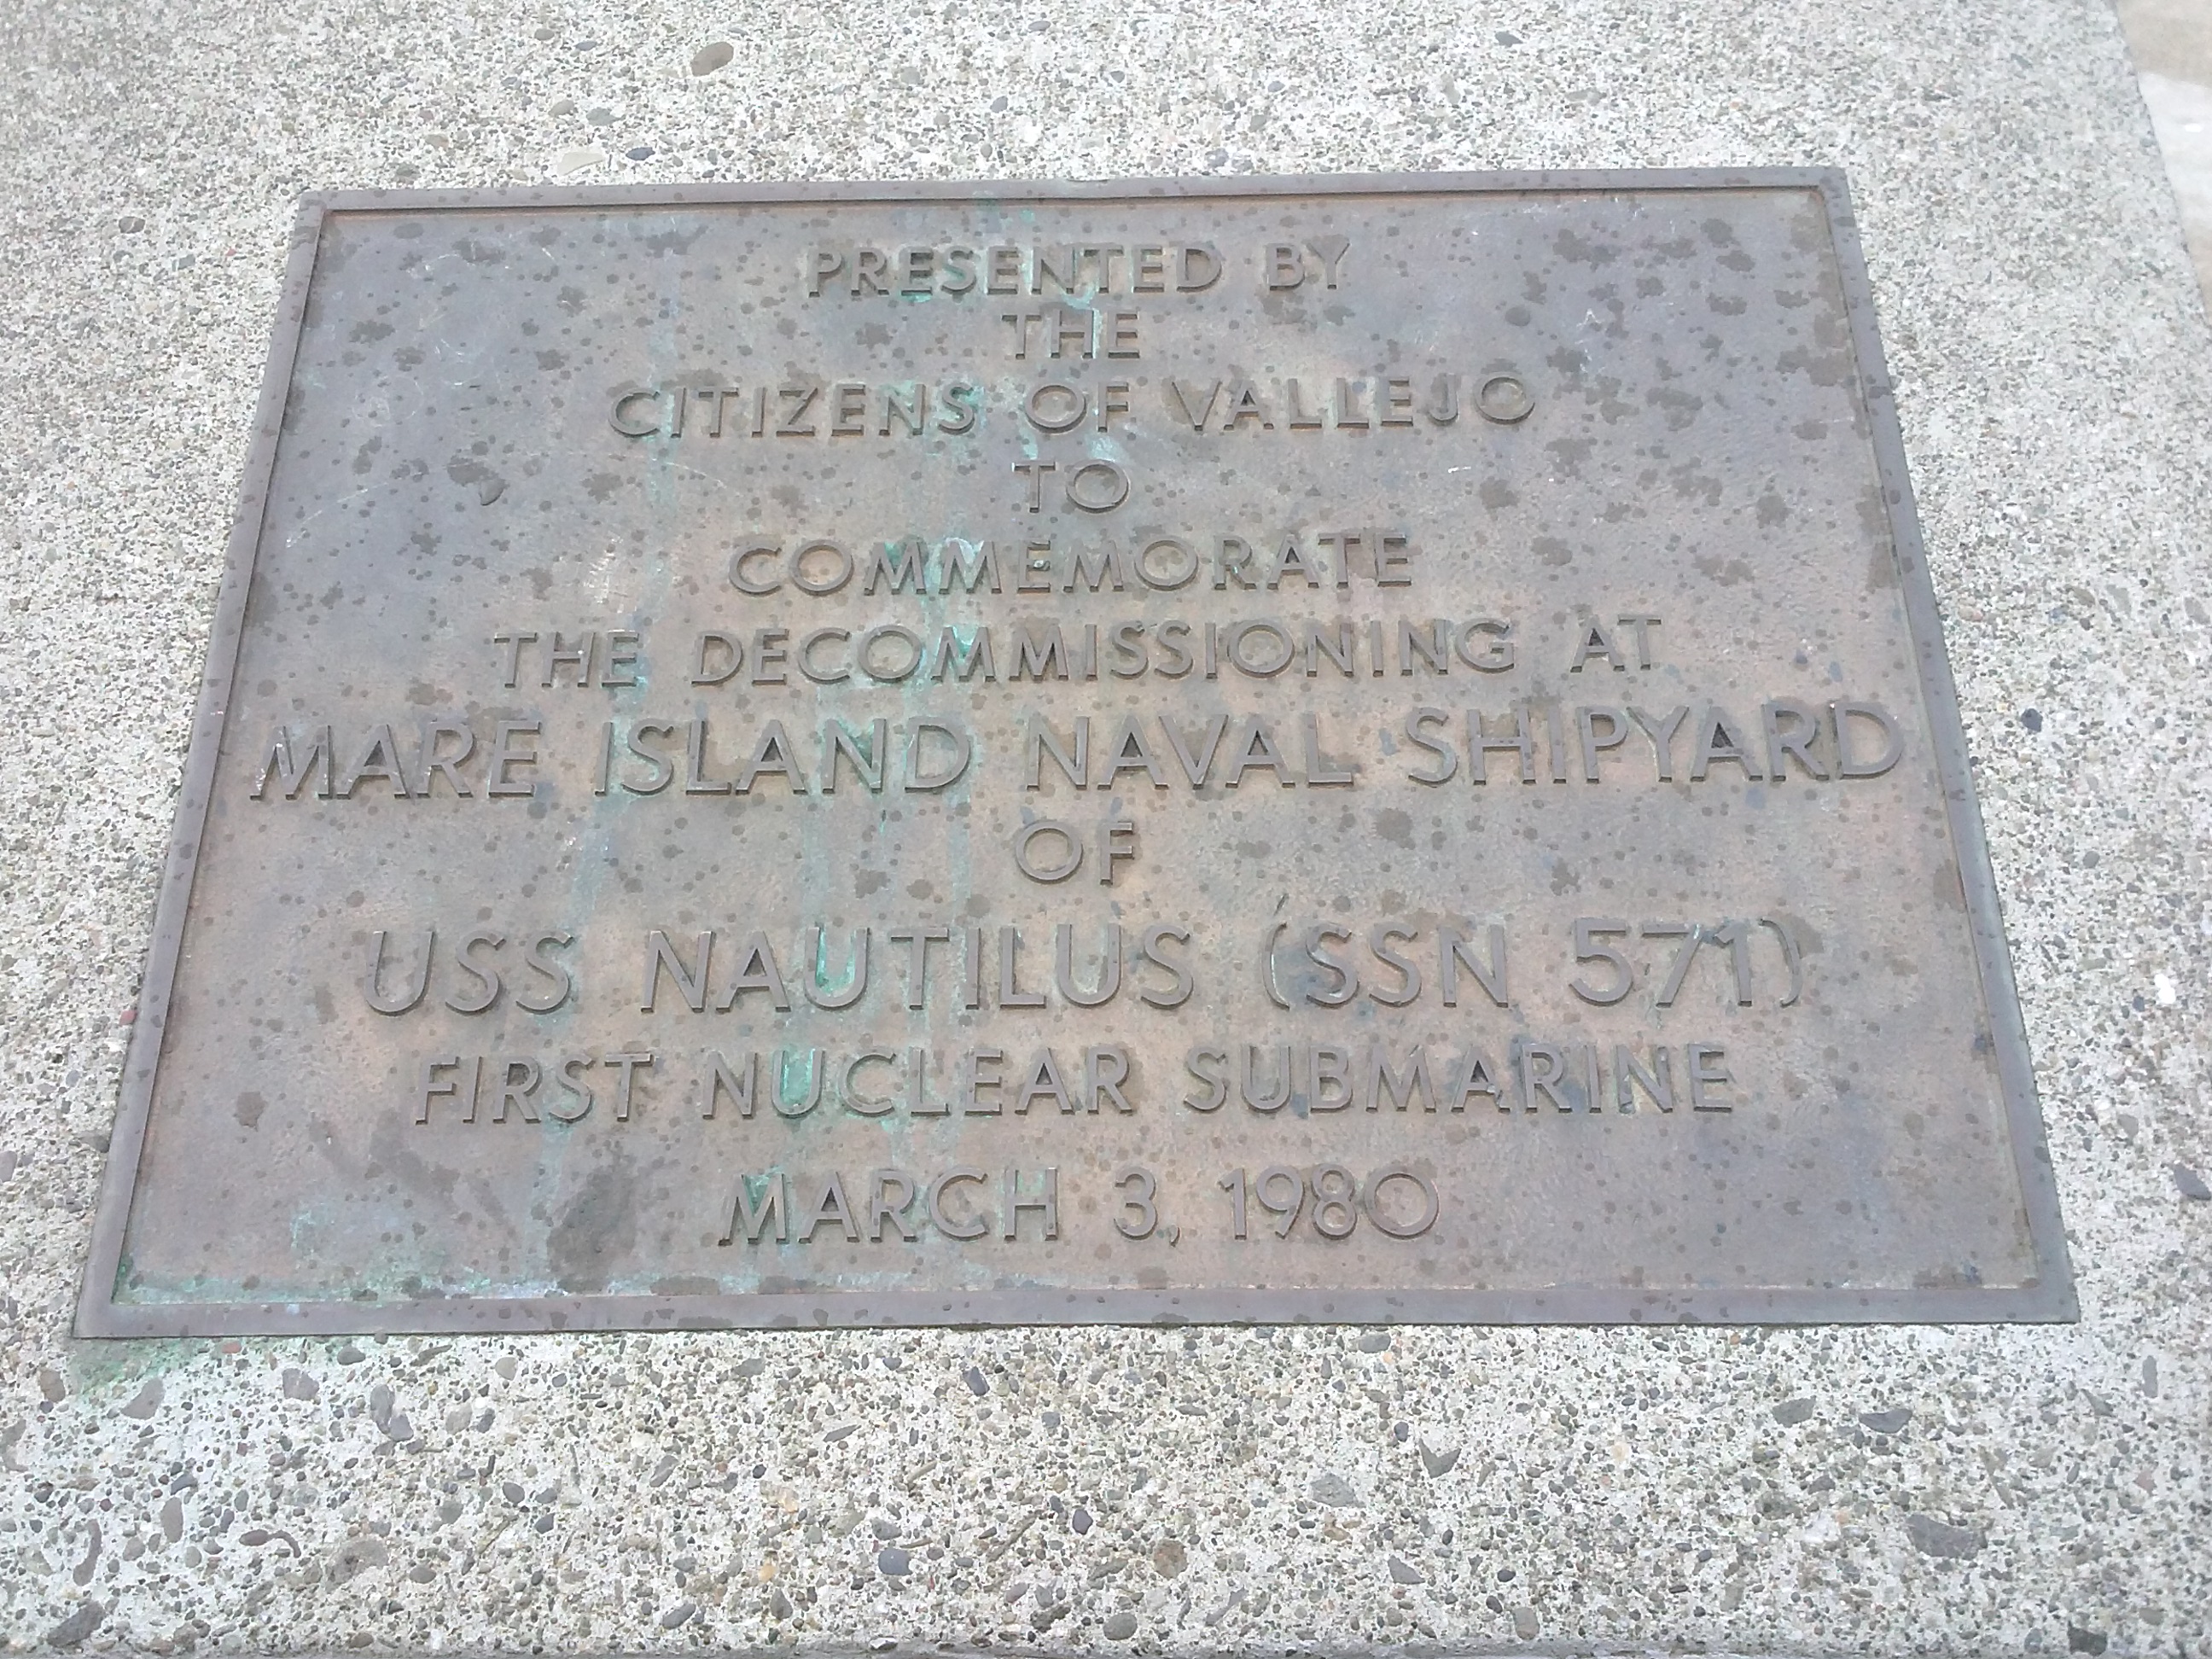 PRESENTED BY
THE
CITIZENS OF VALLEJO
TO
COMMEMORATE
THE DECOMMISSIONING AT
MARE ISLAND NAVAL SHIPYARD
OF
USS NAUTILUS (SSN 571)
FIRST NUCLEAR SUBMARINE
MARCH 3, 1980